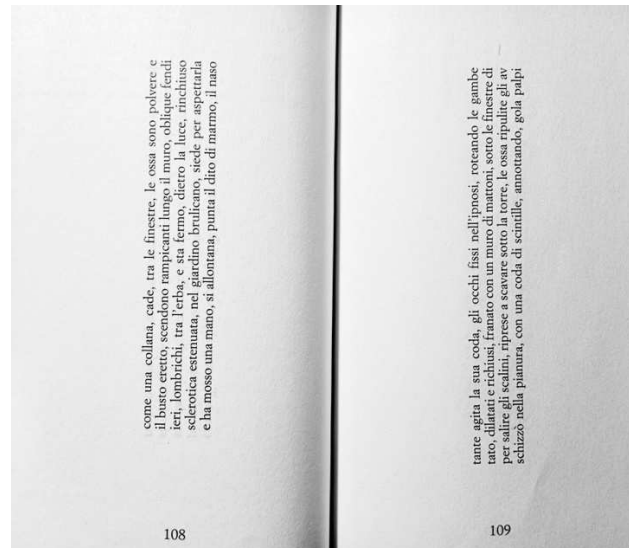 come una collana, cade, tra le finestre, le ossa sono polvere e
il busto eretto, scendono rampicanti lungo il muro, oblique fendi
ieri, lombrichi, tra l'erba, e sta fermo, dietro la luce, rinchiuso
sclerotica estenuata, nel giardino brulicano, siede per aspettarla
e ha mosso una mano, si allontana, punta il dito di marmo, il naso
108
tante agita la sua coda, gli occhi fissi nell'ipnosi, roteando le gambe
tato, dilatati e richiusi, franato con un muro di mattoni, sotto le finestre di
per salire gli scalini, riprese a scavare sotto la torre, le ossa ripulite gli av
schizzò nella pianura, con una coda di scintille, annottando, gola palpi
109